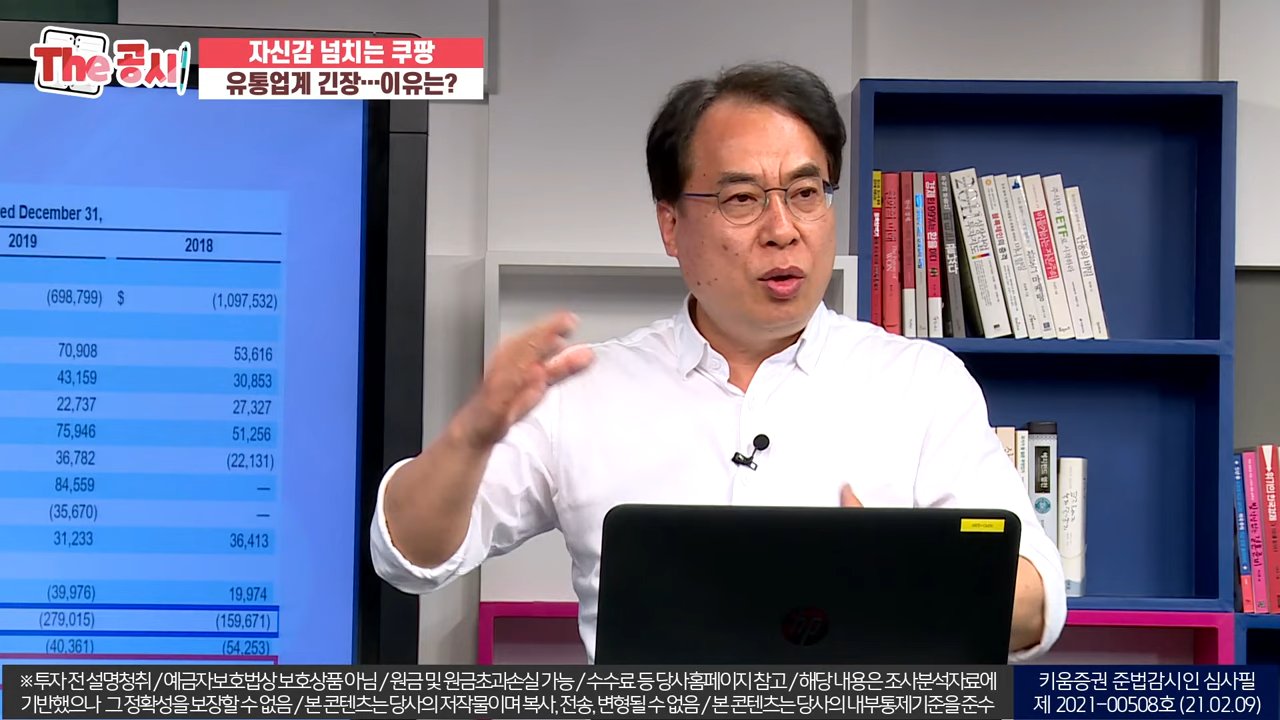 The 공시
자신감 넘치는 쿠팡
유통업계 긴장…이유는?
ed December 31,
2019 2018
(698,799) $ (1,097,532)
70,908 53,616
43,159 30,853
22,737 27,327
75,946 51,256
36,782 (22,131)
84,559 —
(35,670) —
31,233 36,413
(39,976) 19,974
(279,015) (159,671)
(40,361) (54,253)
hp
※ 투자 전 설명청취 / 예금자보호법상 보호상품 아님 / 원금 및 원금초과손실 가능 / 수수료 등 당사홈페이지 참고 / 해당 내용은 조사분석자료에
기반했으나 그 정확성을 보장할 수 없음 / 본 콘텐츠는 당사의 저작물이며 복사, 전송, 변형될 수 없음 / 본 콘텐츠는 당사의 내부통제기준을 준수
키움증권 준법감시인 심사필
제 2021-00508호 (21.02.09)